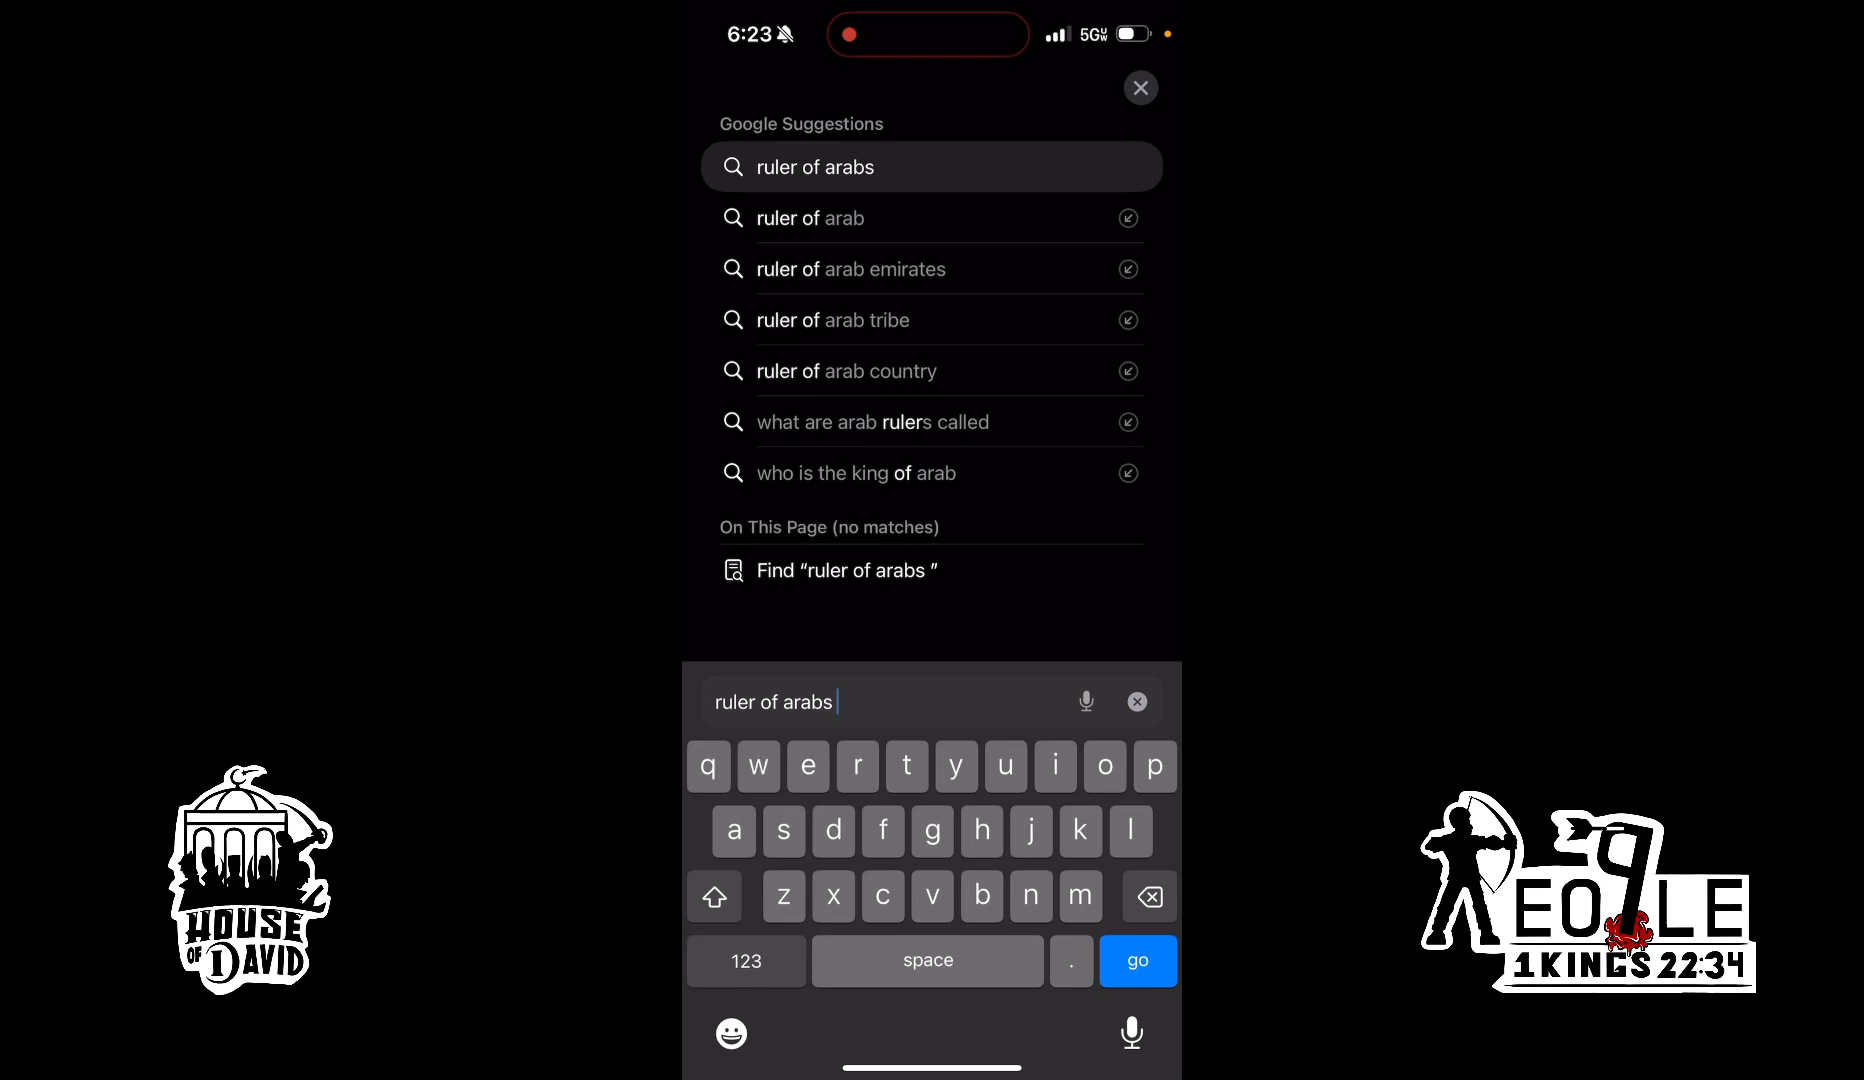 6:23
5G UW
Google Suggestions
ruler of arabs
ruler of arab
ruler of arab emirates
ruler of arab tribe
ruler of arab country
what are arab rulers called
who is the king of arab
On This Page (no matches)
Find “ruler of arabs ”
ruler of arabs
q w e r t y u i o p
a s d f g h j k l
z x c v b n m
123 space . go
HOUSE
OF DAVID
EOPLE
1 KINGS 22:34